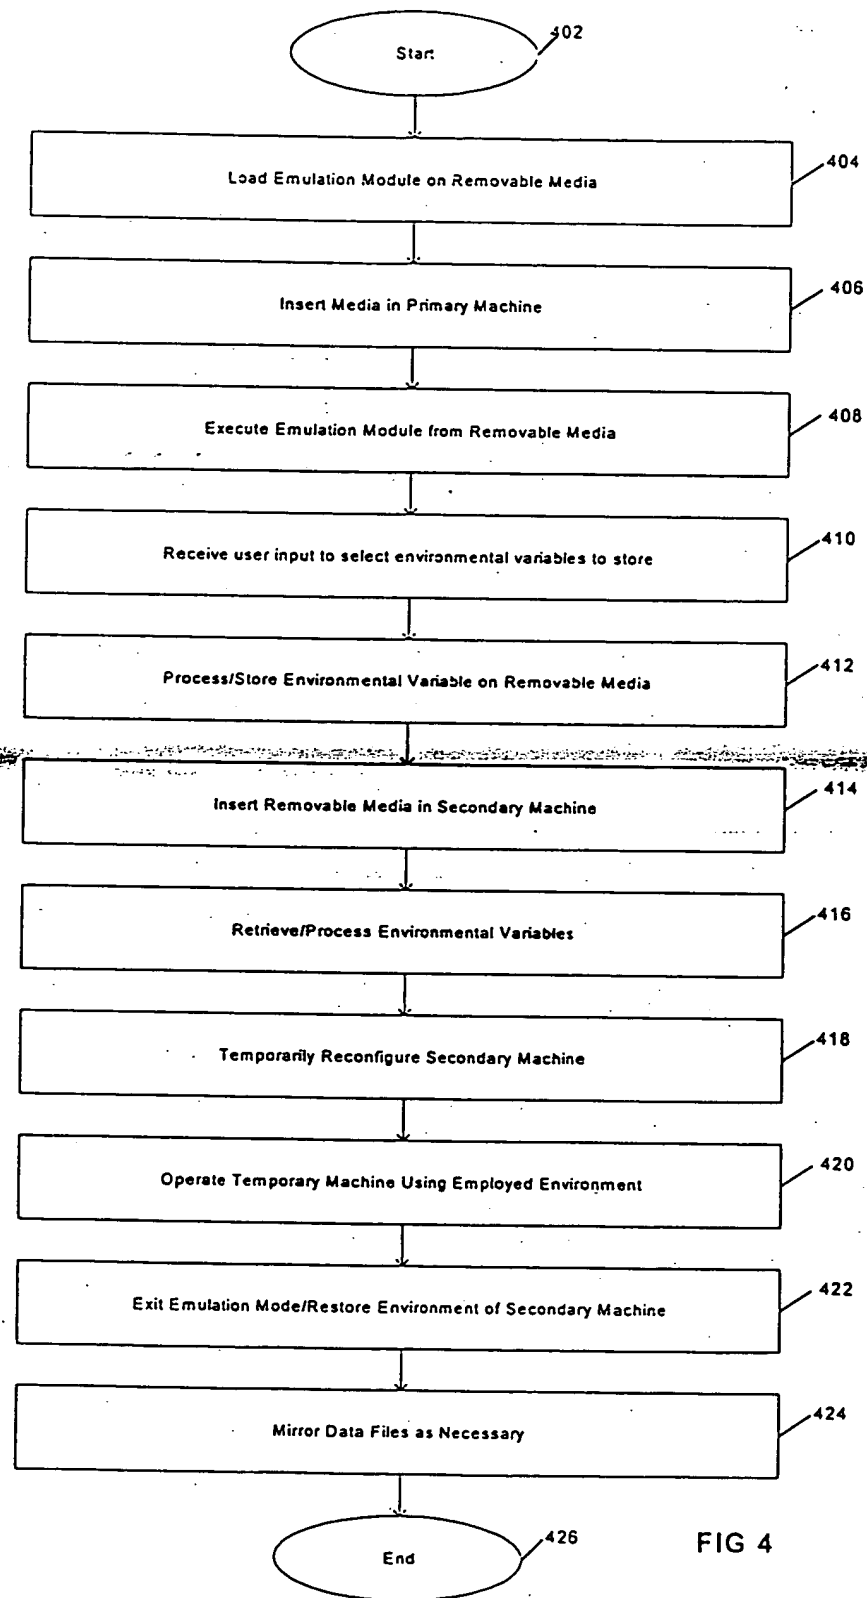 Start
402
Load Emulation Module on Removable Media
404
Insert Media in Primary Machine
406
Execute Emulation Module from Removable Media
408
Receive user input to select environmental variables to store
410
Process/Store Environmental Variable on Removable Media
412
Insert Removable Media in Secondary Machine
414
Retrieve/Process Environmental Variables
416
Temporarily Reconfigure Secondary Machine
418
Operate Temporary Machine Using Employed Environment
420
Exit Emulation Mode/Restore Environment of Secondary Machine
422
Mirror Data Files as Necessary
424
End
426
FIG 4